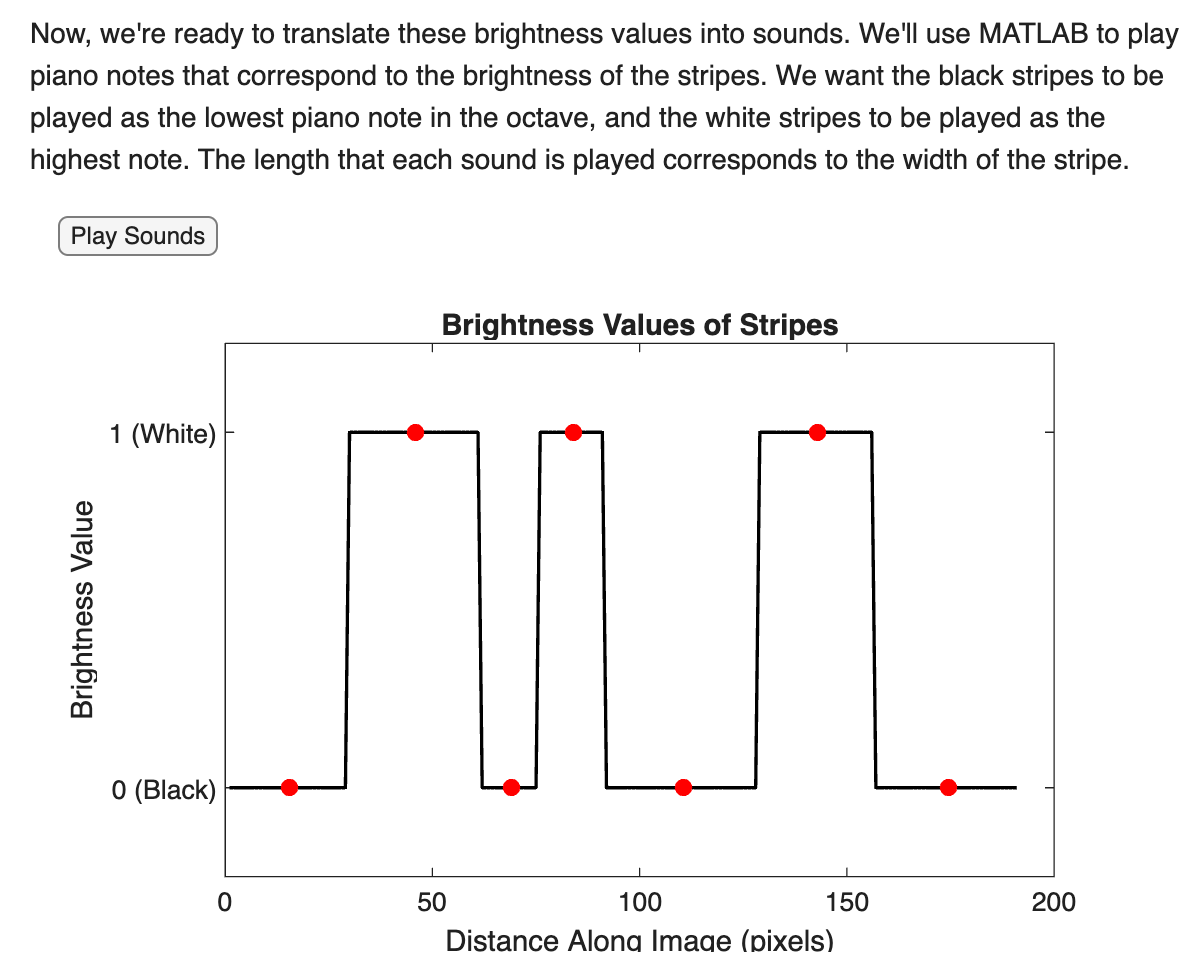 Now, we're ready to translate these brightness values into sounds. We'll use MATLAB to play
piano notes that correspond to the brightness of the stripes. We want the black stripes to be
played as the lowest piano note in the octave, and the white stripes to be played as the
highest note. The length that each sound is played corresponds to the width of the stripe.
Play Sounds
Brightness Values of Stripes
1 (White)
Brightness Value
0 (Black)
0 50 100 150 200
Distance Along Image (pixels)